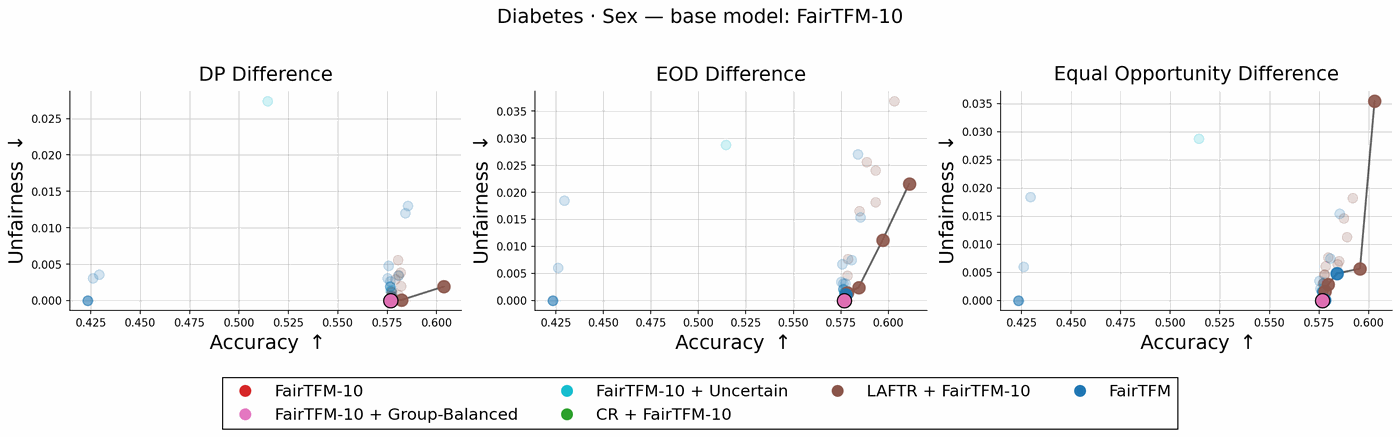 Diabetes · Sex — base model: FairTFM-10
DP Difference
EOD Difference
Equal Opportunity Difference
Unfairness ↓
0.025
0.020
0.015
0.010
0.005
0.000
0.425 0.450 0.475 0.500 0.525 0.550 0.575 0.600
Accuracy ↑
Unfairness ↓
0.035
0.030
0.025
0.020
0.015
0.010
0.005
0.000
0.425 0.450 0.475 0.500 0.525 0.550 0.575 0.600
Accuracy ↑
Unfairness ↓
0.035
0.030
0.025
0.020
0.015
0.010
0.005
0.000
0.425 0.450 0.475 0.500 0.525 0.550 0.575 0.600
Accuracy ↑
FairTFM-10
FairTFM-10 + Uncertain
LAFTR + FairTFM-10
FairTFM
FairTFM-10 + Group-Balanced
CR + FairTFM-10